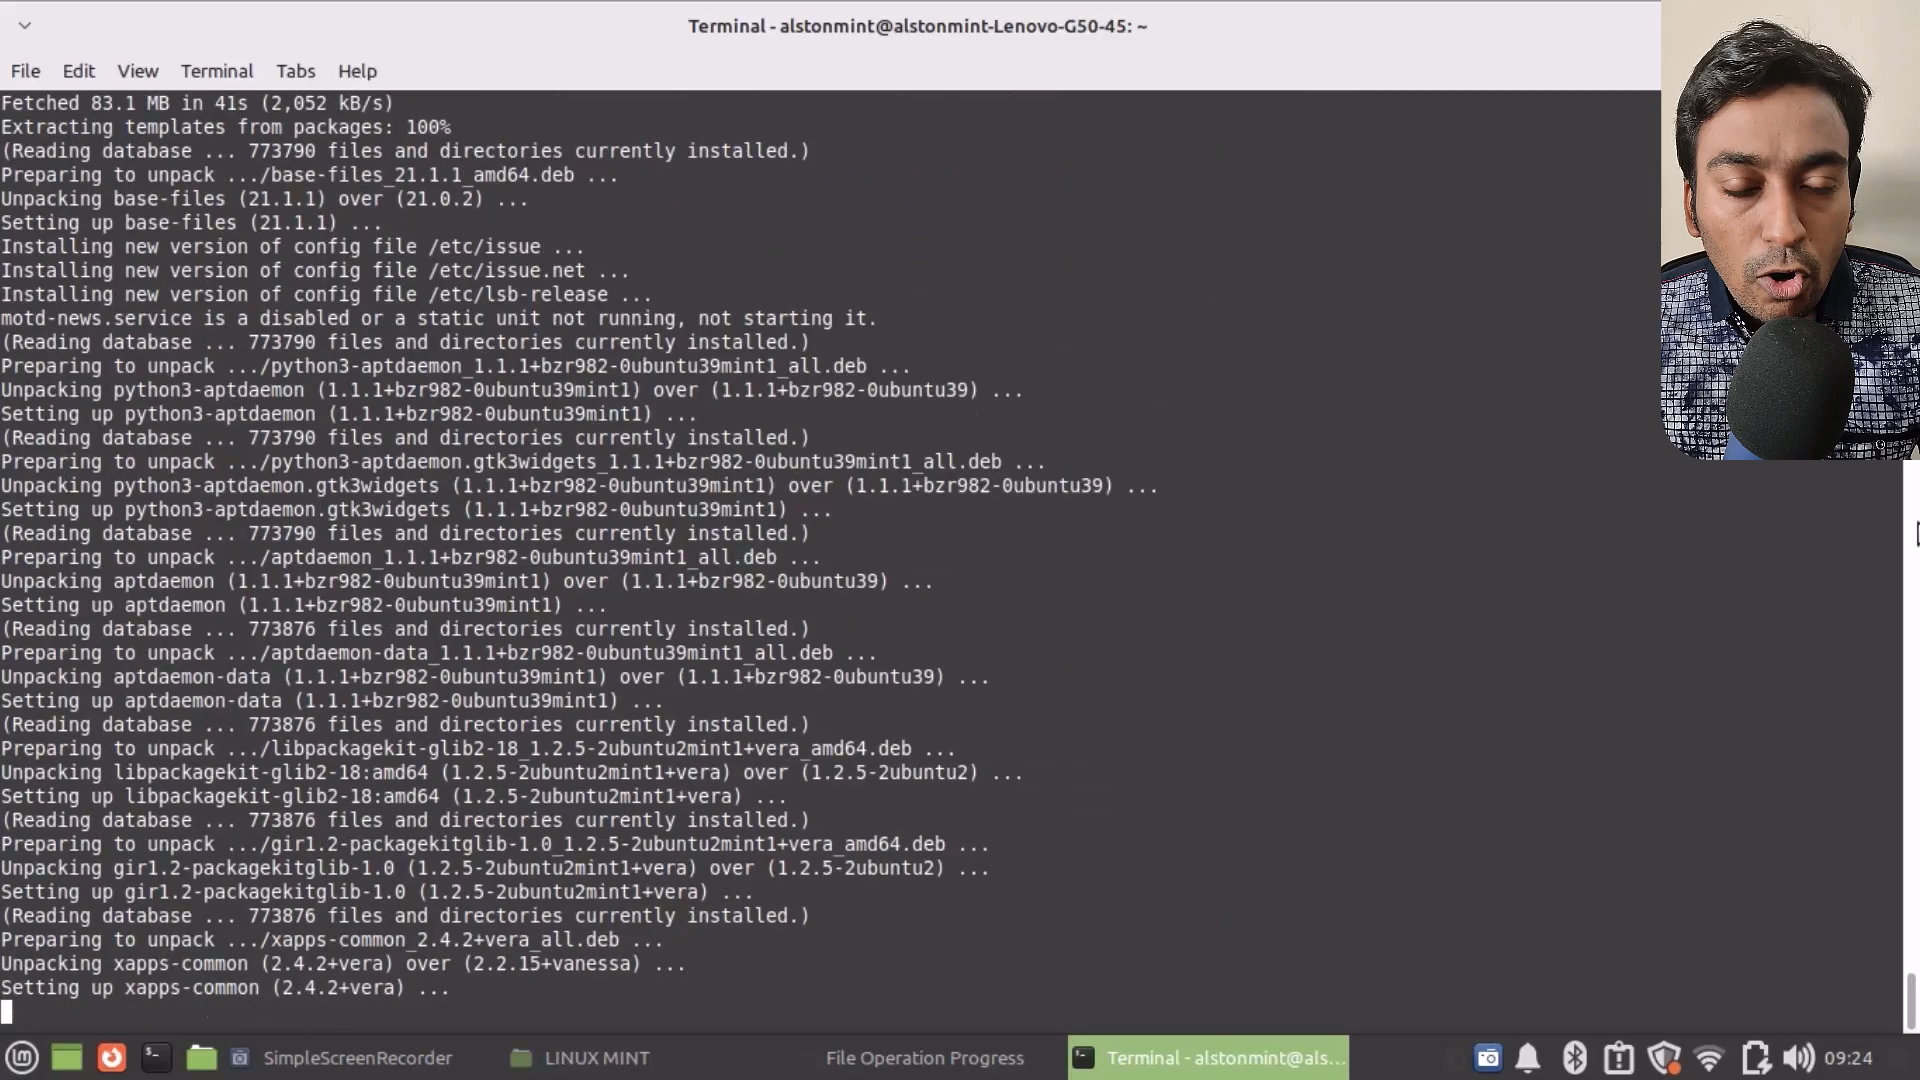 Terminal - alstonmint@alstonmint-Lenovo-G50-45: ~
File Edit View Terminal Tabs Help
Fetched 83.1 MB in 41s (2,052 kB/s)
Extracting templates from packages: 100%
(Reading database ... 773790 files and directories currently installed.)
Preparing to unpack .../base-files_21.1.1_amd64.deb ...
Unpacking base-files (21.1.1) over (21.0.2) ...
Setting up base-files (21.1.1) ...
Installing new version of config file /etc/issue ...
Installing new version of config file /etc/issue.net ...
Installing new version of config file /etc/lsb-release ...
motd-news.service is a disabled or a static unit not running, not starting it.
(Reading database ... 773790 files and directories currently installed.)
Preparing to unpack .../python3-aptdaemon_1.1.1+bzr982-0ubuntu39mint1_all.deb ...
Unpacking python3-aptdaemon (1.1.1+bzr982-0ubuntu39mint1) over (1.1.1+bzr982-0ubuntu39) ...
Setting up python3-aptdaemon (1.1.1+bzr982-0ubuntu39mint1) ...
(Reading database ... 773790 files and directories currently installed.)
Preparing to unpack .../python3-aptdaemon.gtk3widgets_1.1.1+bzr982-0ubuntu39mint1_all.deb ...
Unpacking python3-aptdaemon.gtk3widgets (1.1.1+bzr982-0ubuntu39mint1) over (1.1.1+bzr982-0ubuntu39) ...
Setting up python3-aptdaemon.gtk3widgets (1.1.1+bzr982-0ubuntu39mint1) ...
(Reading database ... 773790 files and directories currently installed.)
Preparing to unpack .../aptdaemon_1.1.1+bzr982-0ubuntu39mint1_all.deb ...
Unpacking aptdaemon (1.1.1+bzr982-0ubuntu39mint1) over (1.1.1+bzr982-0ubuntu39) ...
Setting up aptdaemon (1.1.1+bzr982-0ubuntu39mint1) ...
(Reading database ... 773876 files and directories currently installed.)
Preparing to unpack .../aptdaemon-data_1.1.1+bzr982-0ubuntu39mint1_all.deb ...
Unpacking aptdaemon-data (1.1.1+bzr982-0ubuntu39mint1) over (1.1.1+bzr982-0ubuntu39) ...
Setting up aptdaemon-data (1.1.1+bzr982-0ubuntu39mint1) ...
(Reading database ... 773876 files and directories currently installed.)
Preparing to unpack .../libpackagekit-glib2-18_1.2.5-2ubuntu2mint1+vera_amd64.deb ...
Unpacking libpackagekit-glib2-18:amd64 (1.2.5-2ubuntu2mint1+vera) over (1.2.5-2ubuntu2) ...
Setting up libpackagekit-glib2-18:amd64 (1.2.5-2ubuntu2mint1+vera) ...
(Reading database ... 773876 files and directories currently installed.)
Preparing to unpack .../gir1.2-packagekitglib-1.0_1.2.5-2ubuntu2mint1+vera_amd64.deb ...
Unpacking gir1.2-packagekitglib-1.0 (1.2.5-2ubuntu2mint1+vera) over (1.2.5-2ubuntu2) ...
Setting up gir1.2-packagekitglib-1.0 (1.2.5-2ubuntu2mint1+vera) ...
(Reading database ... 773876 files and directories currently installed.)
Preparing to unpack .../xapps-common_2.4.2+vera_all.deb ...
Unpacking xapps-common (2.4.2+vera) over (2.2.15+vanessa) ...
Setting up xapps-common (2.4.2+vera) ...
SimpleScreenRecorder LINUX MINT File Operation Progress Terminal - alstonmint@als... 09:24